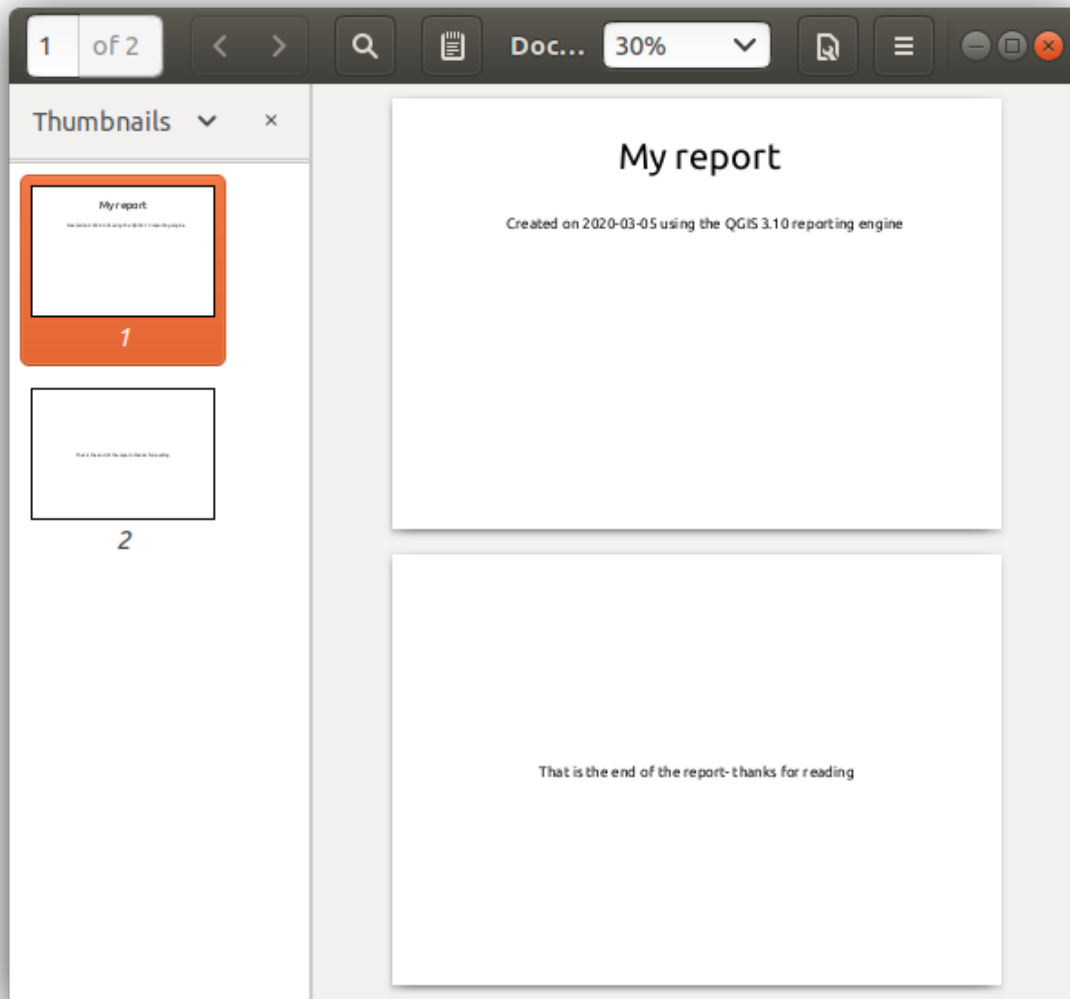 1 of 2 Doc... 30%
Thumbnails
My report
1
2
My report
Created on 2020-03-05 using the QGIS 3.10 reporting engine
That is the end of the report- thanks for reading